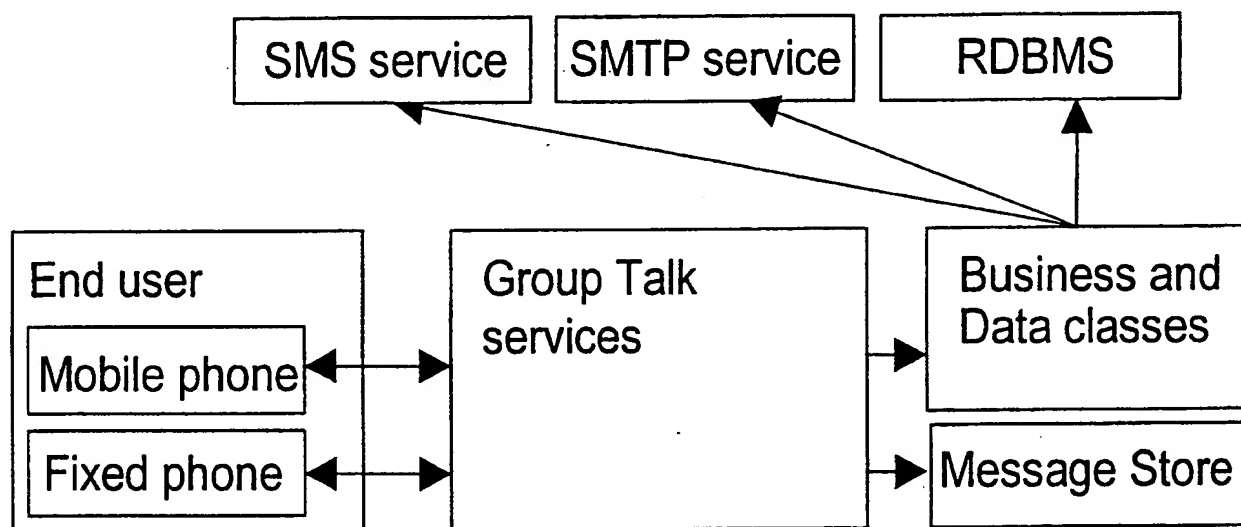 SMS service
SMTP service
RDBMS
End user
Mobile phone
Fixed phone
Group Talk
services
Business and
Data classes
Message Store